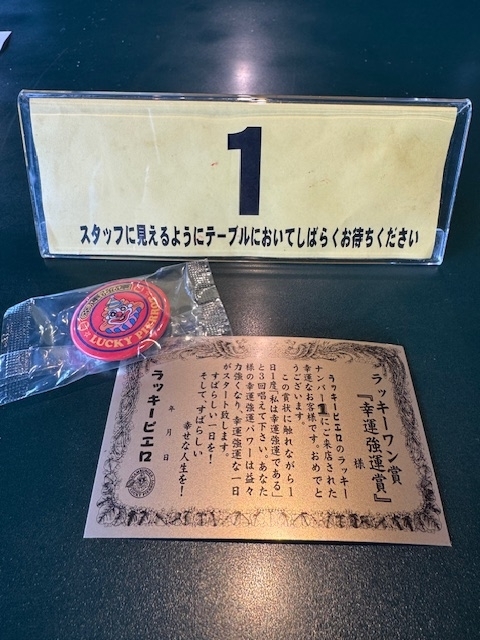 1
スタッフに見えるようにテーブルにおいてしばらくお待ちください
LUCKY PIERROT
ラッキーワン賞
『幸運強運賞』
様
ラッキーピエロのラッキー
ナンバー1にご来店された
幸運なお客様です。おめでと
うございます。
この賞状に触れながら1
日1度「私は幸運強運である」
と3回唱えて下さい。あなた
様の幸運強運パワーは益々
力強くなり、幸運強運な一日
がスタート致します。
すばらしい一日を！
そして、すばらしい
幸せな人生を！
年　月　日
ラッキーピエロ